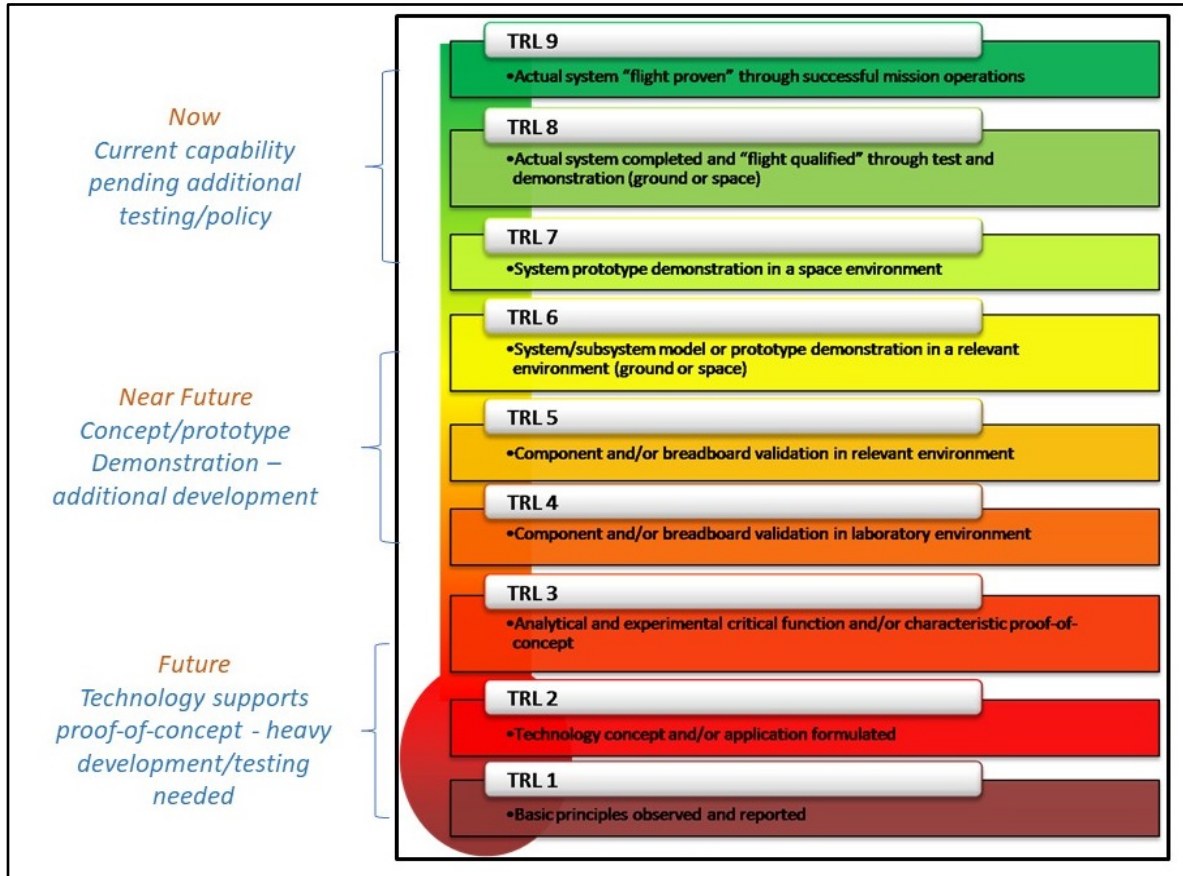 Now
Current capability
pending additional
testing/policy
Near Future
Concept/prototype
Demonstration –
additional development
Future
Technology supports
proof-of-concept - heavy
development/testing
needed
TRL 9
•Actual system “flight proven” through successful mission operations
TRL 8
•Actual system completed and “flight qualified” through test and
demonstration (ground or space)
TRL 7
•System prototype demonstration in a space environment
TRL 6
•System/subsystem model or prototype demonstration in a relevant
environment (ground or space)
TRL 5
•Component and/or breadboard validation in relevant environment
TRL 4
•Component and/or breadboard validation in laboratory environment
TRL 3
•Analytical and experimental critical function and/or characteristic proof-of-
concept
TRL 2
•Technology concept and/or application formulated
TRL 1
•Basic principles observed and reported